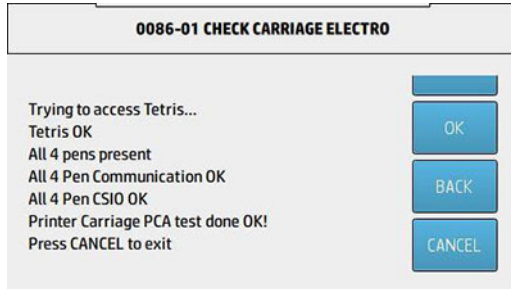 0086-01 CHECK CARRIAGE ELECTRO
Trying to access Tetris...
Tetris OK
All 4 pens present
All 4 Pen Communication OK
All 4 Pen CSIO OK
Printer Carriage PCA test done OK!
Press CANCEL to exit
OK
BACK
CANCEL